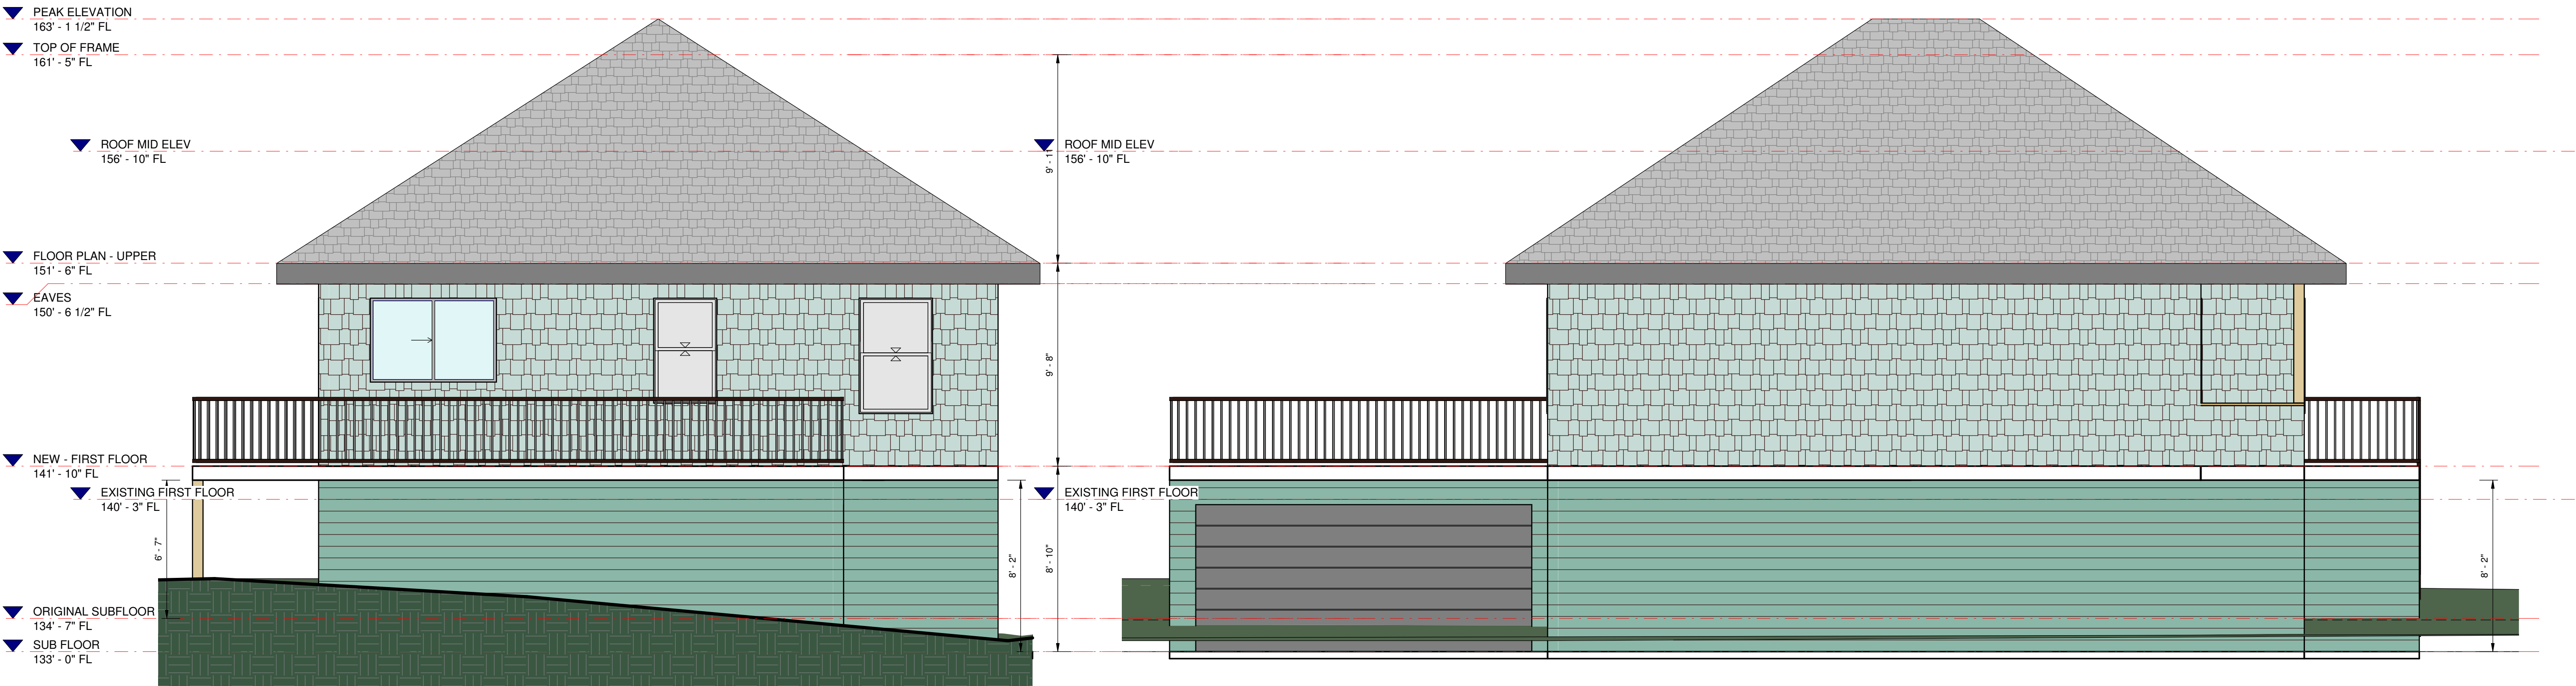 PEAK ELEVATION
163' - 1 1/2" FL
TOP OF FRAME
161' - 5" FL
ROOF MID ELEV
156' - 10" FL
9' - 11"
ROOF MID ELEV
156' - 10" FL
FLOOR PLAN - UPPER
151' - 6" FL
EAVES
150' - 6 1/2" FL
9' - 8"
NEW - FIRST FLOOR
141' - 10" FL
EXISTING FIRST FLOOR
140' - 3" FL
EXISTING FIRST FLOOR
140' - 3" FL
6' - 7"
8' - 2"
8' - 10"
8' - 2"
ORIGINAL SUBFLOOR
134' - 7" FL
SUB FLOOR
133' - 0" FL